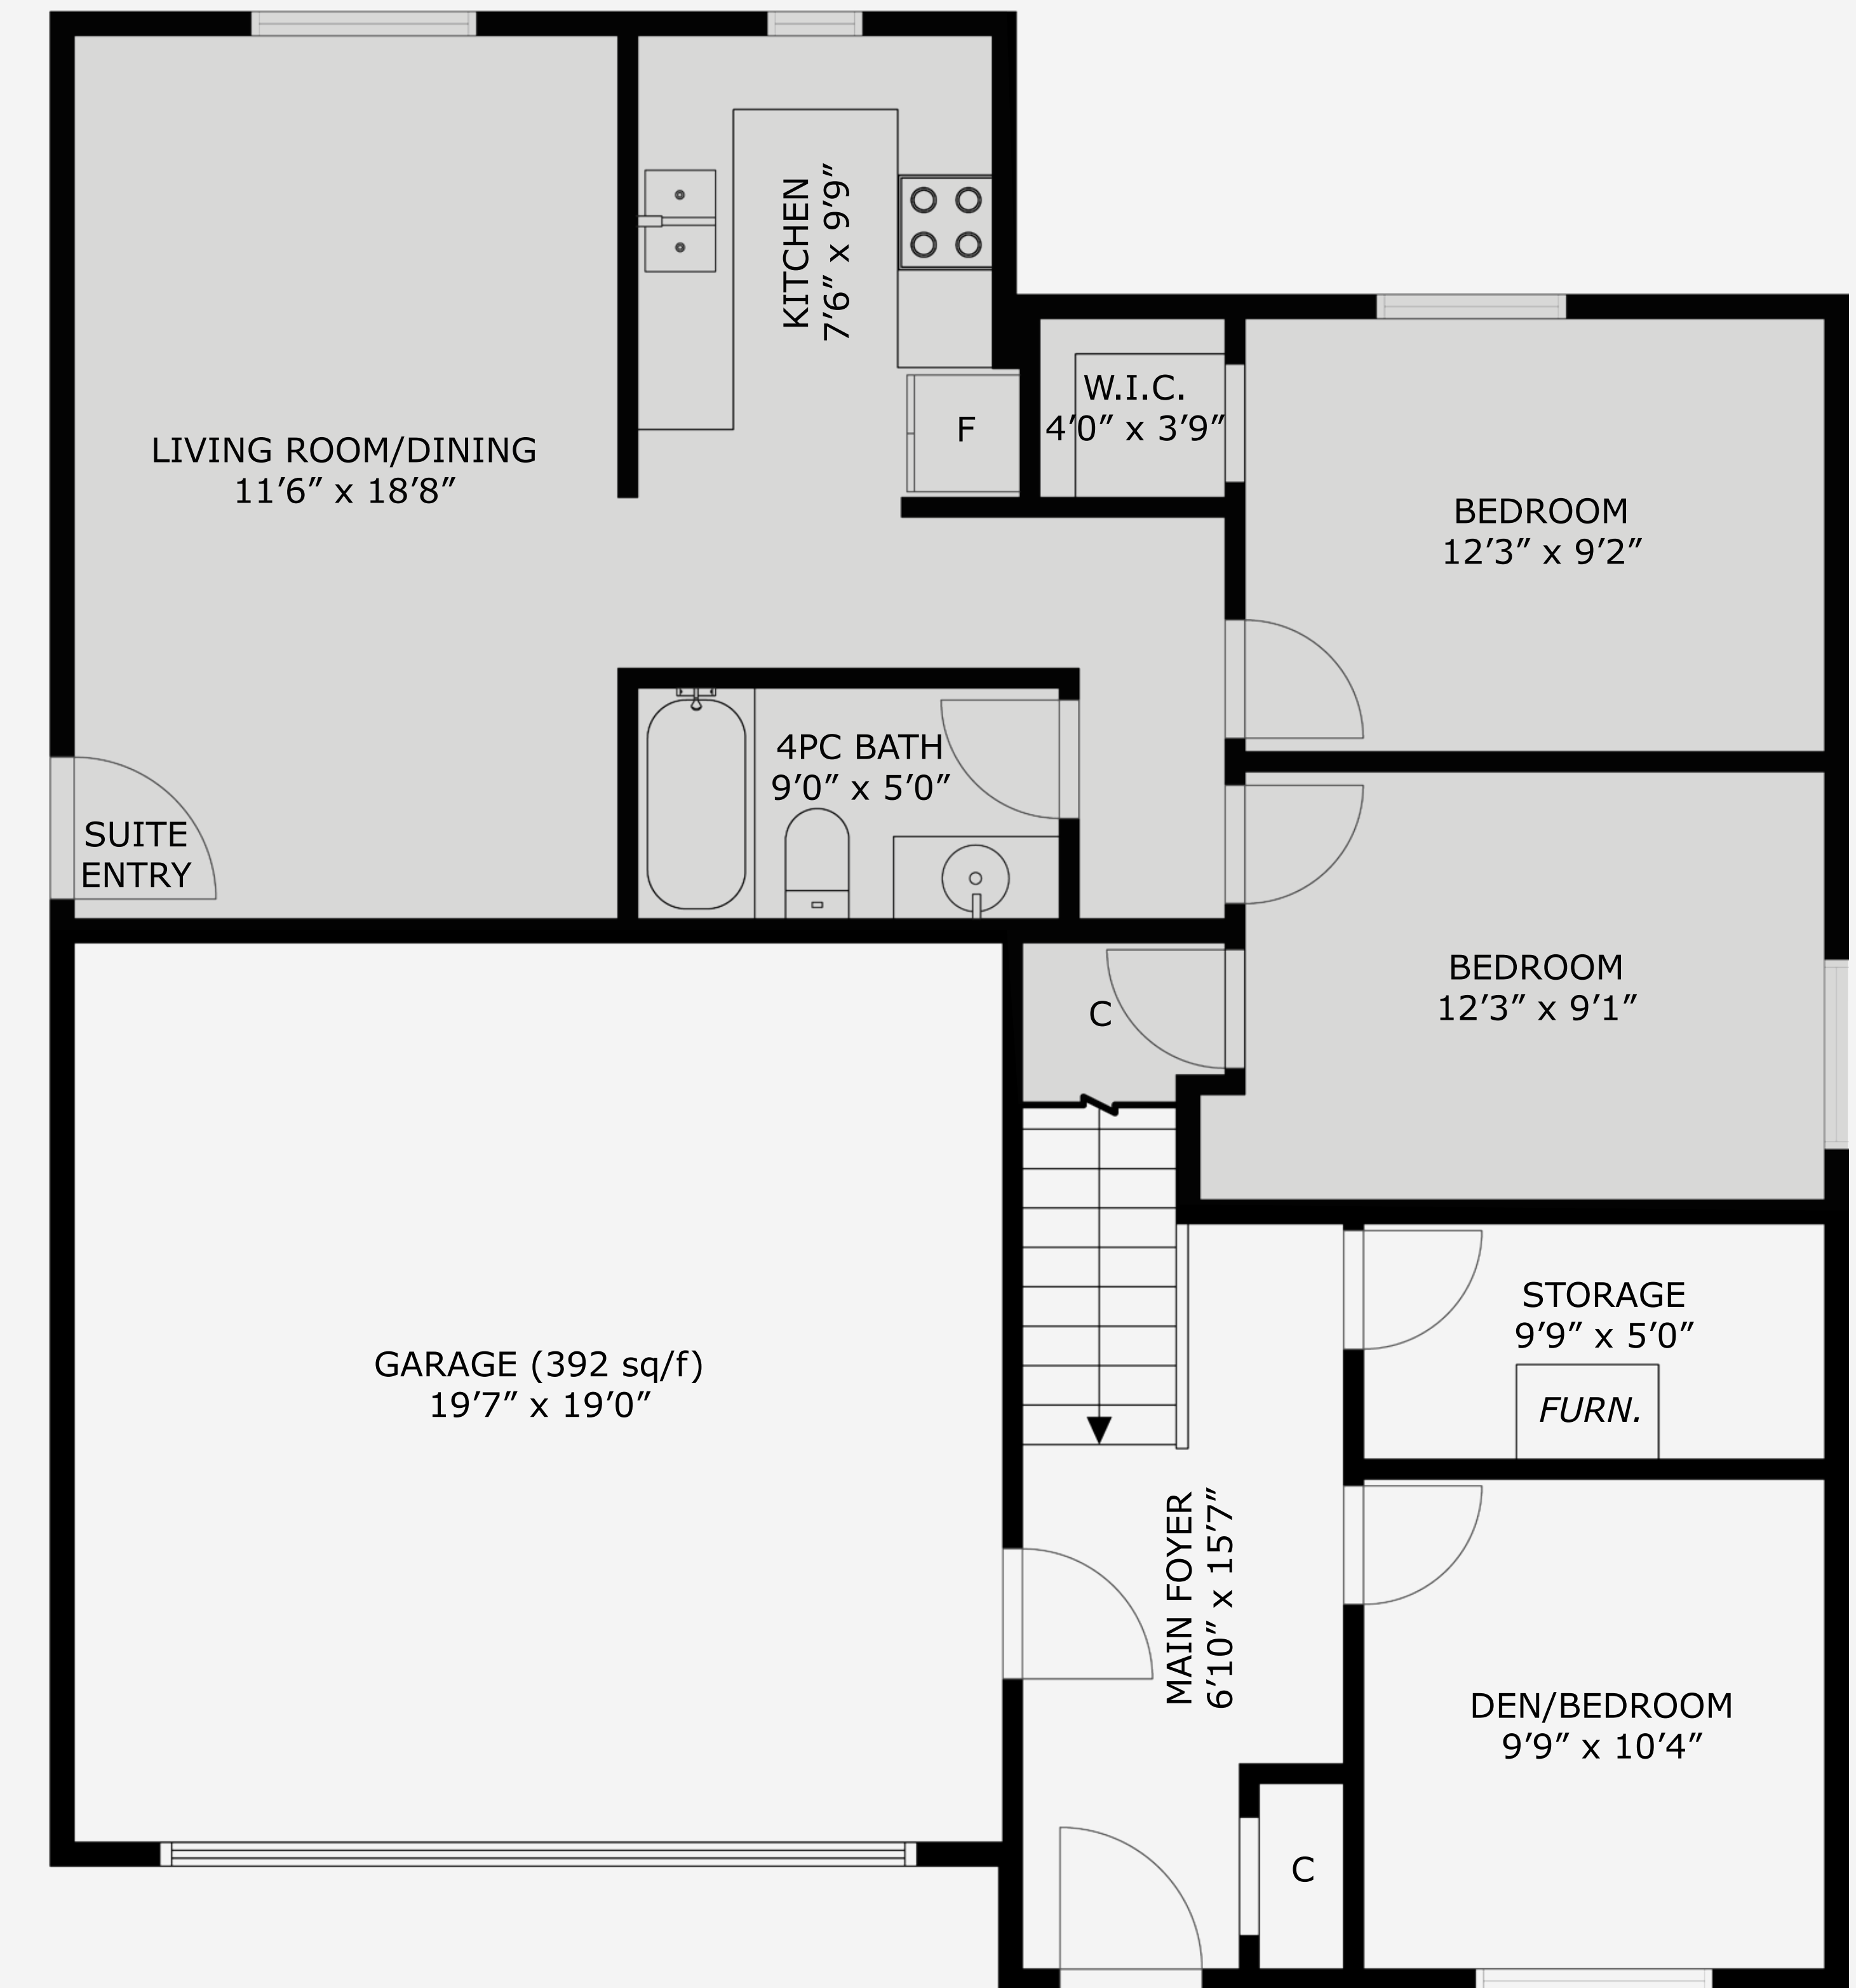 KITCHEN
7'6” x 9'9”
W.I.C.
4'0” x 3'9”
F
LIVING ROOM/DINING
11'6” x 18'8”
BEDROOM
12'3” x 9'2”
4PC BATH
9'0” x 5'0”
SUITE
ENTRY
BEDROOM
12'3” x 9'1”
C
STORAGE
9'9” x 5'0”
FURN.
GARAGE (392 sq/f)
19'7” x 19'0”
MAIN FOYER
6'10” x 15'7”
DEN/BEDROOM
9'9” x 10'4”
C